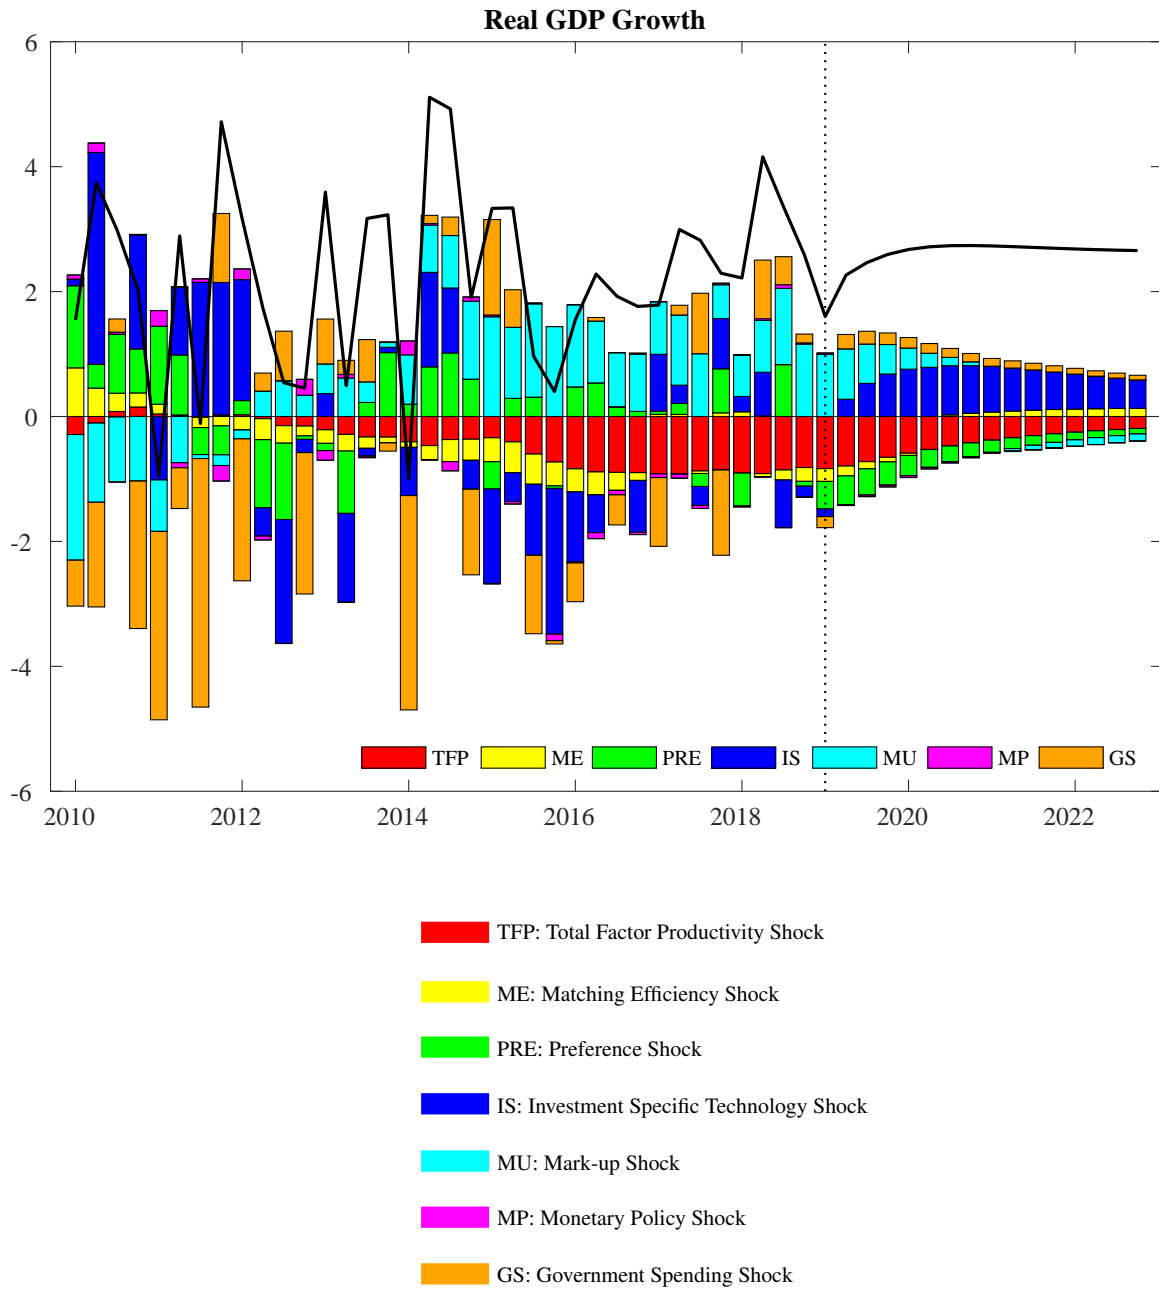 Real GDP Growth
6
4
2
0
-2
-4
-6
TFP ME PRE IS MU MP GS
2010 2012 2014 2016 2018 2020 2022
TFP: Total Factor Productivity Shock
ME: Matching Efficiency Shock
PRE: Preference Shock
IS: Investment Specific Technology Shock
MU: Mark-up Shock
MP: Monetary Policy Shock
GS: Government Spending Shock